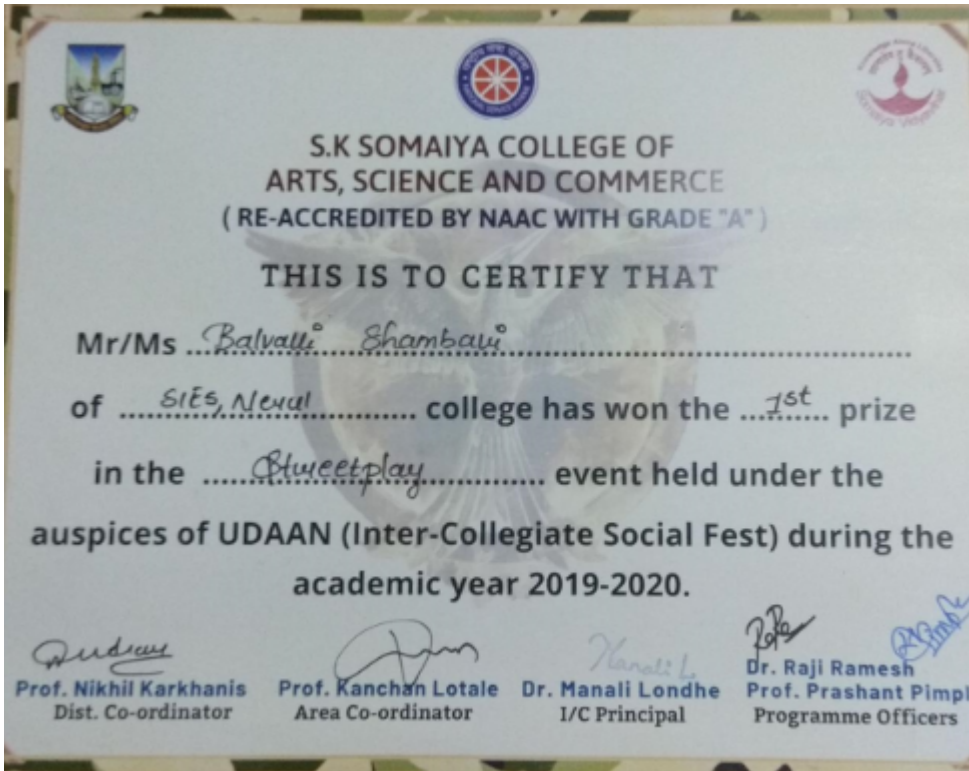 S.K SOMAIYA COLLEGE OF
ARTS, SCIENCE AND COMMERCE
( RE-ACCREDITED BY NAAC WITH GRADE "A" )
THIS IS TO CERTIFY THAT
Mr/Ms ...Balvalli Shambavi...
of ...SIES, Nerul... college has won the ...1st... prize
in the ...Stweetplay... event held under the
auspices of UDAAN (Inter-Collegiate Social Fest) during the
academic year 2019-2020.
Manali L
Dr. Raji Ramesh
Prof. Nikhil Karkhanis Prof. Kanchan Lotale Dr. Manali Londhe Prof. Prashant Pimpl
Dist. Co-ordinator Area Co-ordinator I/C Principal Programme Officers